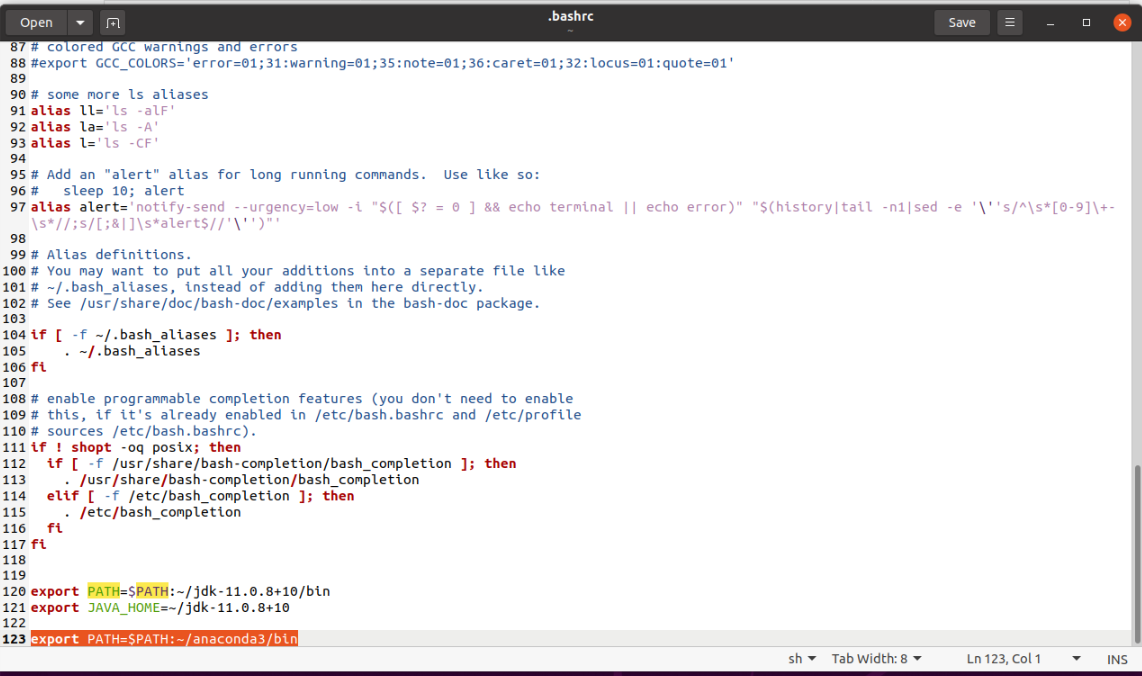 Open
.bashrc
~
Save
87 # colored GCC warnings and errors
88 #export GCC_COLORS='error=01;31:warning=01;35:note=01;36:caret=01;32:locus=01:quote=01'
89
90 # some more ls aliases
91 alias ll='ls -alF'
92 alias la='ls -A'
93 alias l='ls -CF'
94
95 # Add an "alert" alias for long running commands.  Use like so:
96 #   sleep 10; alert
97 alias alert='notify-send --urgency=low -i "$([ $? = 0 ] && echo terminal || echo error)" "$(history|tail -n1|sed -e '\''s/^\s*[0-9]\+-
\s*//;s/[;&|]\s*alert$//'\'')"'
98
99 # Alias definitions.
100 # You may want to put all your additions into a separate file like
101 # ~/.bash_aliases, instead of adding them here directly.
102 # See /usr/share/doc/bash-doc/examples in the bash-doc package.
103
104 if [ -f ~/.bash_aliases ]; then
105     . ~/.bash_aliases
106 fi
107
108 # enable programmable completion features (you don't need to enable
109 # this, if it's already enabled in /etc/bash.bashrc and /etc/profile
110 # sources /etc/bash.bashrc).
111 if ! shopt -oq posix; then
112   if [ -f /usr/share/bash-completion/bash_completion ]; then
113     . /usr/share/bash-completion/bash_completion
114   elif [ -f /etc/bash_completion ]; then
115     . /etc/bash_completion
116   fi
117 fi
118
119
120 export PATH=$PATH:~/jdk-11.0.8+10/bin
121 export JAVA_HOME=~/jdk-11.0.8+10
122
123 export PATH=$PATH:~/anaconda3/bin
sh Tab Width: 8 Ln 123, Col 1 INS